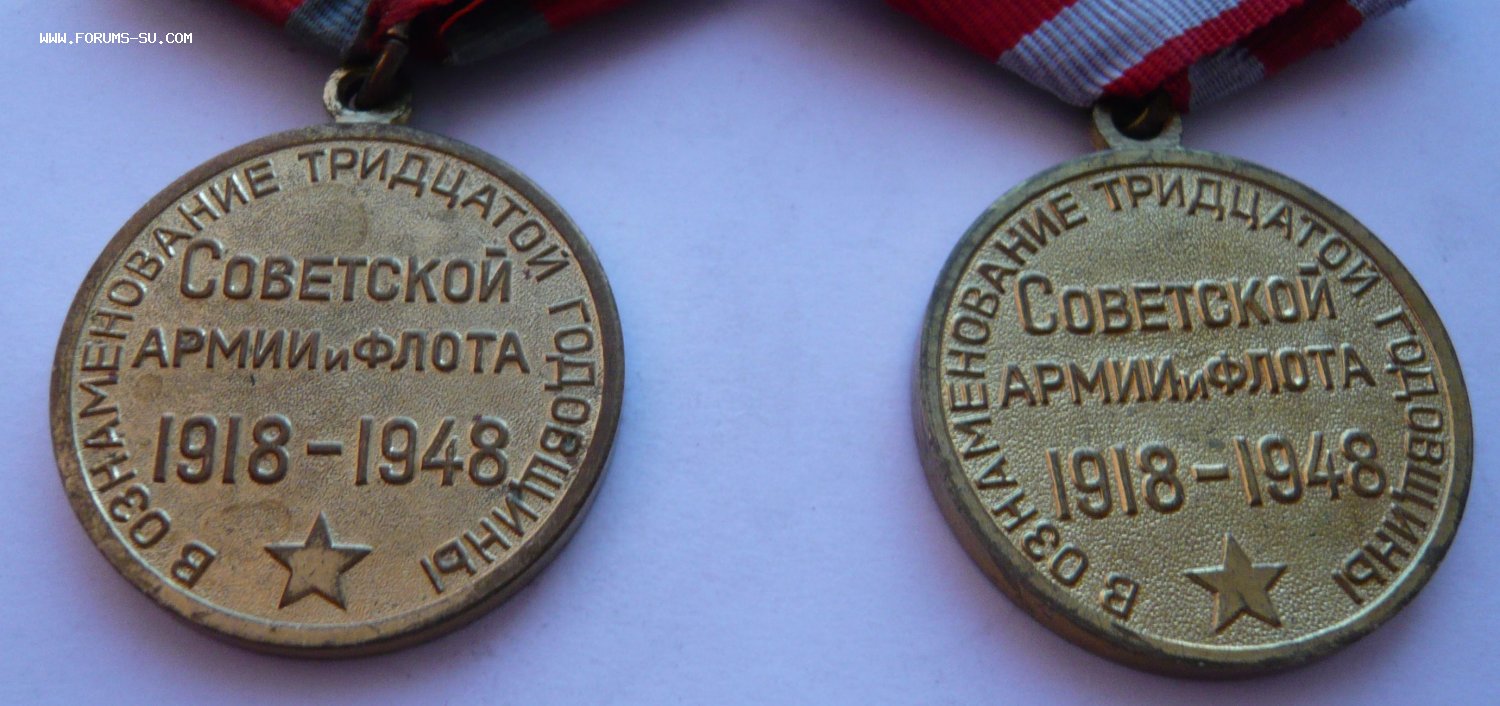 WWW.FORUMS-SU.COM
В ОЗНАМЕНОВАНИЕ ТРИДЦАТОЙ ГОДОВЩИНЫ
СОВЕТСКОЙ
АРМИИ и ФЛОТА
1918-1948
В ОЗНАМЕНОВАНИЕ ТРИДЦАТОЙ ГОДОВЩИНЫ
СОВЕТСКОЙ
АРМИИ и ФЛОТА
1918-1948